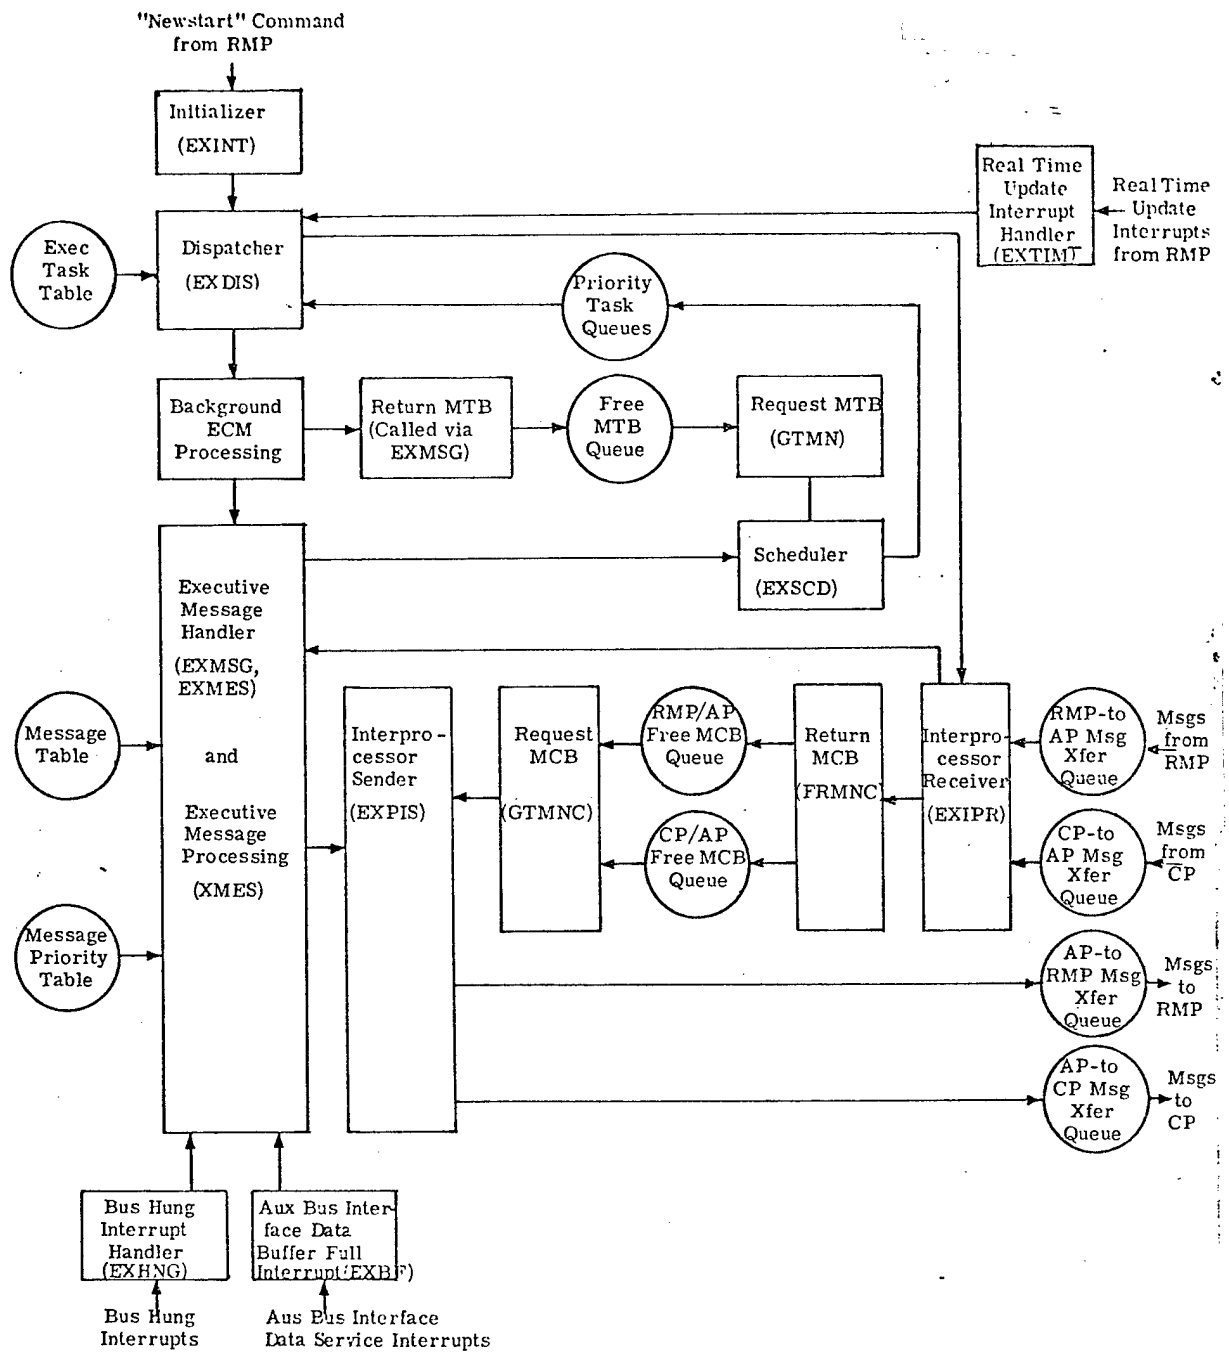 "Newstart" Command
from RMP
Initializer
(EXINT)
Real Time
Update
Interrupt
Handler
(EXTIM)
Real Time
Update
Interrupts
from RMP
Exec
Task
Table
Dispatcher
(EXDIS)
Priority
Task
Queues
Background
ECM
Processing
Return MTB
(Called via
EXMSG)
Free
MTB
Queue
Request MTB
(GTMN)
Scheduler
(EXSCD)
Executive
Message
Handler
(EXMSG,
EXMES)
and
Executive
Message
Processing
(XMES)
Message
Table
Message
Priority
Table
Interpro-
cessor
Sender
(EXPIS)
Request
MCB
(GTMNC)
RMP/AP
Free MCB
Queue
CP/AP
Free MCB
Queue
Return
MCB
(FRMNC)
Interpro-
cessor
Receiver
(EXIPR)
RMP-to
AP Msg
Xfer
Queue
Msgs
from
RMP
CP-to
AP Msg
Xfer
Queue
Msgs
from
CP
AP-to
RMP Msg
Xfer
Queue
Msgs
to
RMP
AP-to
CP Msg
Xfer
Queue
Msgs
to
CP
Bus Hung
Interrupt
Handler
(EXHNG)
Aux Bus Inter-
face Data
Buffer Full
Interrupt(EXBIF)
Bus Hung
Interrupts
Aus Bus Interface
Data Service Interrupts